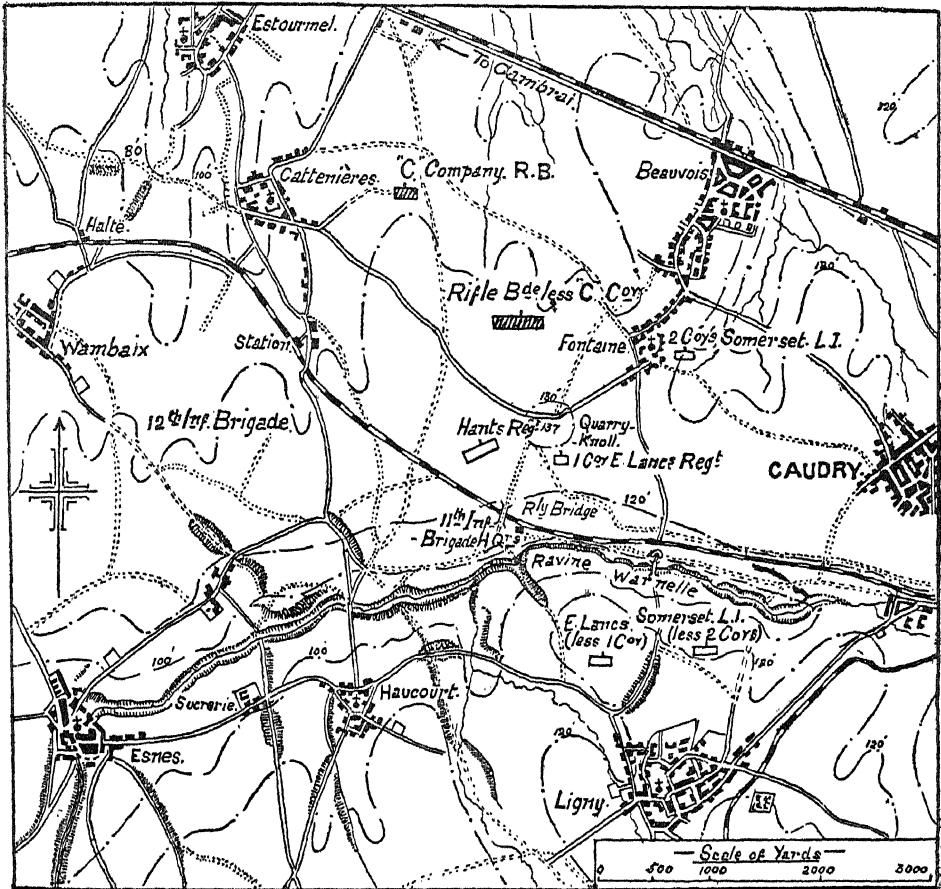 Estourmel.
To Cambrai.
120
80
100
Cattenières.
"C" Company. R.B.
Beauvois
Halte.
120
Rifle Bde less "C" Coy
Station
Fontaine.
2 Coy's Somerset. L.I.
Wambaix
130
12th Inf. Brigade.
Hants Regt
137
Quarry-
Knoll.
1 Coy E Lancs Regt
CAUDRY.
120'
Rly Bridge
11th Inf-
-Brigade H.Qrs
Ravine
Warnelle
E. Lancs
(less 1 Coy)
Somerset. L.I.
(less 2 Coys)
100'
100
120
Sucrerie.
Haucourt.
Esnes.
120
120'
Ligny.
Scale of Yards
0 500 1000 2000 3000